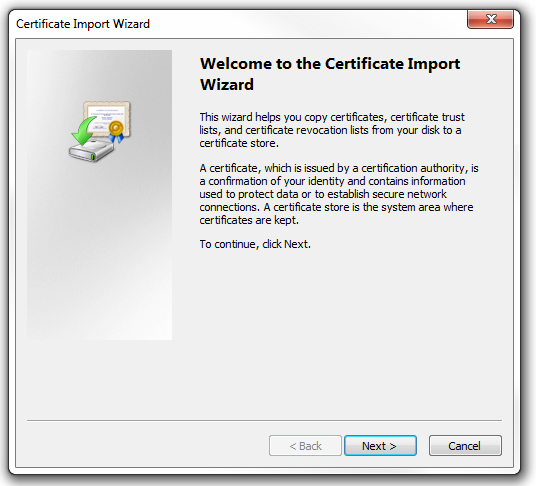 Certificate Import Wizard
Welcome to the Certificate Import
Wizard
This wizard helps you copy certificates, certificate trust
lists, and certificate revocation lists from your disk to a
certificate store.
A certificate, which is issued by a certification authority, is
a confirmation of your identity and contains information
used to protect data or to establish secure network
connections. A certificate store is the system area where
certificates are kept.
To continue, click Next.
< Back
Next >
Cancel